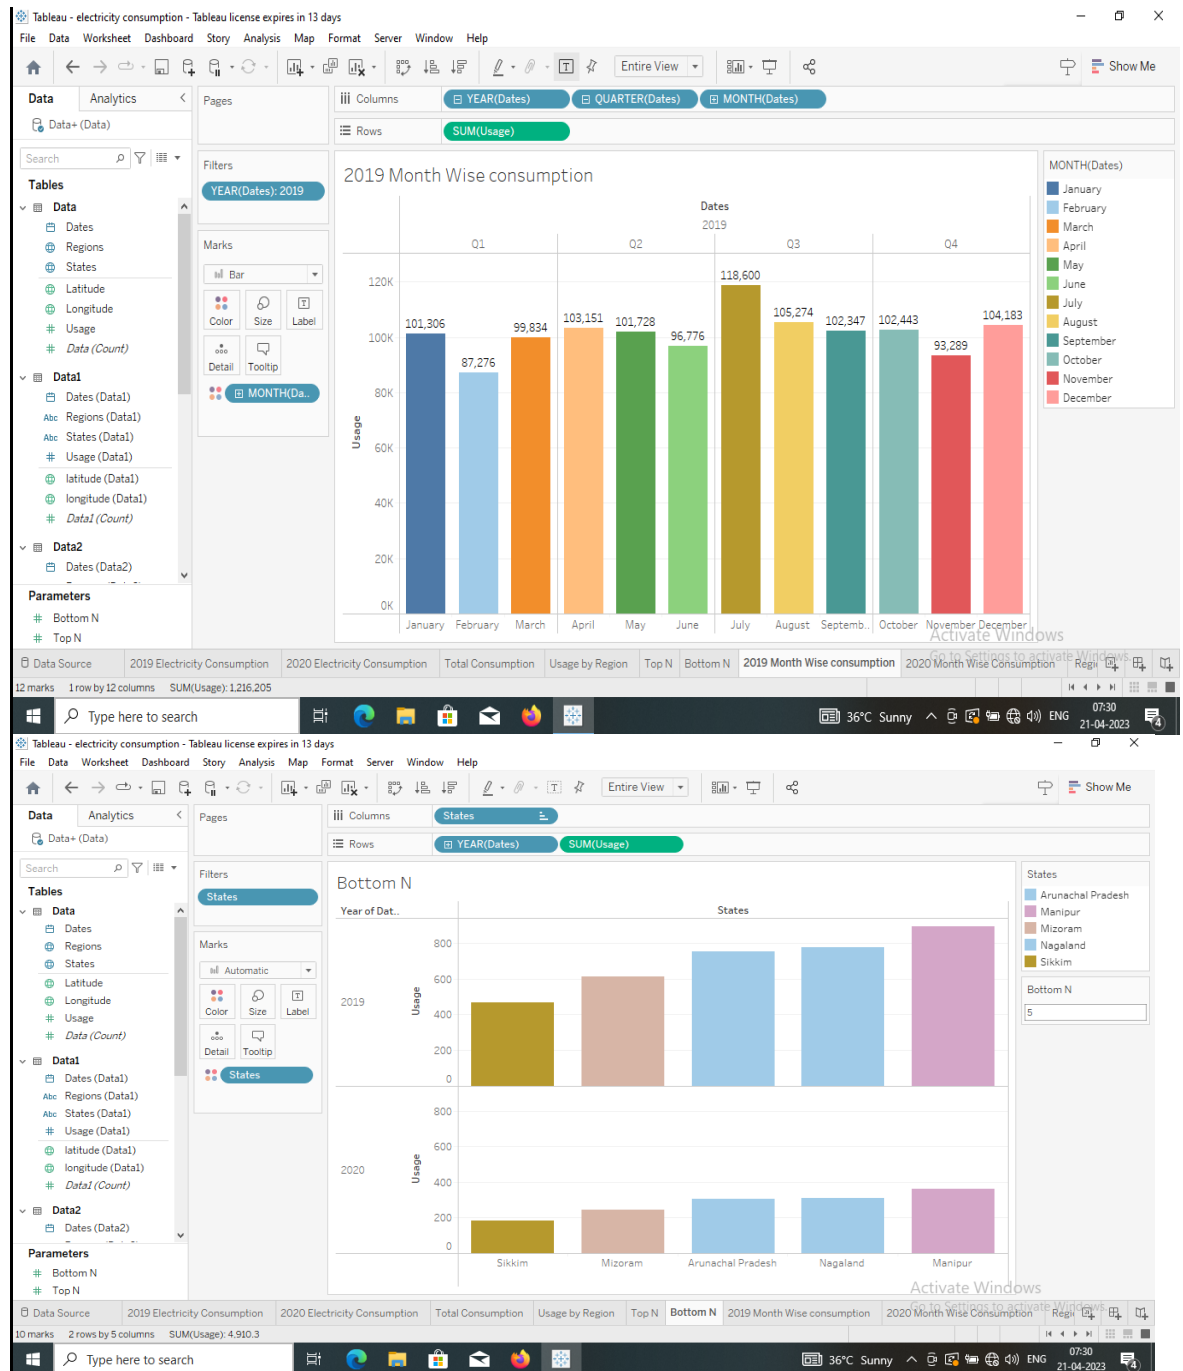 Tableau - electricity consumption - Tableau license expires in 13 days
File Data Worksheet Dashboard Story Analysis Map Format Server Window Help
Entire View
Show Me
Data Analytics
Pages
Columns YEAR(Dates) QUARTER(Dates) MONTH(Dates)
Data+ (Data)
Rows SUM(Usage)
Search
Filters
YEAR(Dates): 2019
Tables
Data
Dates
Regions
States
Latitude
Longitude
Usage
Data (Count)
Data1
Dates (Data1)
Regions (Data1)
States (Data1)
Usage (Data1)
latitude (Data1)
longitude (Data1)
Data1 (Count)
Data2
Dates (Data2)
Parameters
Bottom N
Top N
Marks
Bar
Color Size Label
Detail Tooltip
MONTH(Da..
2019 Month Wise consumption
Dates
2019
Q1 Q2 Q3 Q4
Usage
120K
100K
80K
60K
40K
20K
0K
101,306 87,276 99,834 103,151 101,728 96,776 118,600 105,274 102,347 102,443 93,289 104,183
January February March April May June July August Septemb.. October November December
MONTH(Dates)
January
February
March
April
May
June
July
August
September
October
November
December
Activate Windows
Go to Settings to activate Windows.
Data Source 2019 Electricity Consumption 2020 Electricity Consumption Total Consumption Usage by Region Top N Bottom N 2019 Month Wise consumption 2020 Month Wise Consumption Regi
12 marks 1 row by 12 columns SUM(Usage): 1,216,205
Type here to search
36°C Sunny ENG 07:30
21-04-2023
4
Tableau - electricity consumption - Tableau license expires in 13 days
File Data Worksheet Dashboard Story Analysis Map Format Server Window Help
Entire View
Show Me
Data Analytics
Pages
Columns States
Data+ (Data)
Rows YEAR(Dates) SUM(Usage)
Search
Filters
States
Tables
Data
Dates
Regions
States
Latitude
Longitude
Usage
Data (Count)
Data1
Dates (Data1)
Regions (Data1)
States (Data1)
Usage (Data1)
latitude (Data1)
longitude (Data1)
Data1 (Count)
Data2
Dates (Data2)
Parameters
Bottom N
Top N
Marks
Automatic
Color Size Label
Detail Tooltip
States
Bottom N
Year of Dat.. States
2019
Usage
800
600
400
200
0
2020
Usage
800
600
400
200
0
Sikkim Mizoram Arunachal Pradesh Nagaland Manipur
States
Arunachal Pradesh
Manipur
Mizoram
Nagaland
Sikkim
Bottom N
5
Activate Windows
Go to Settings to activate Windows.
Data Source 2019 Electricity Consumption 2020 Electricity Consumption Total Consumption Usage by Region Top N Bottom N 2019 Month Wise consumption 2020 Month Wise Consumption Regi
10 marks 2 rows by 5 columns SUM(Usage): 4,910.3
Type here to search
36°C Sunny ENG 07:30
21-04-2023
4